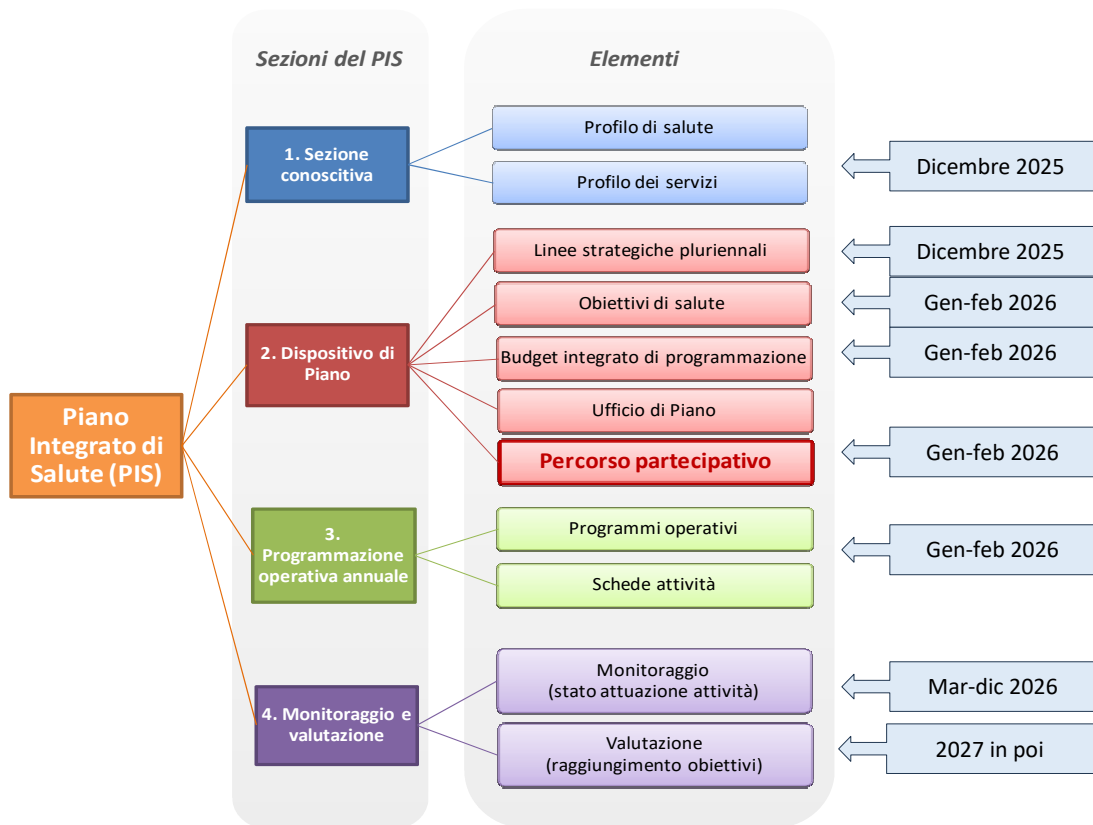 Sezioni del PIS
Elementi
Piano
Integrato di
Salute (PIS)
1. Sezione
conoscitiva
Profilo di salute
Profilo dei servizi
Dicembre 2025
2. Dispositivo di
Piano
Linee strategiche pluriennali
Dicembre 2025
Obiettivi di salute
Gen-feb 2026
Budget integrato di programmazione
Gen-feb 2026
Ufficio di Piano
Percorso partecipativo
Gen-feb 2026
3.
Programmazione
operativa annuale
Programmi operativi
Schede attività
Gen-feb 2026
4. Monitoraggio e
valutazione
Monitoraggio
(stato attuazione attività)
Mar-dic 2026
Valutazione
(raggiungimento obiettivi)
2027 in poi